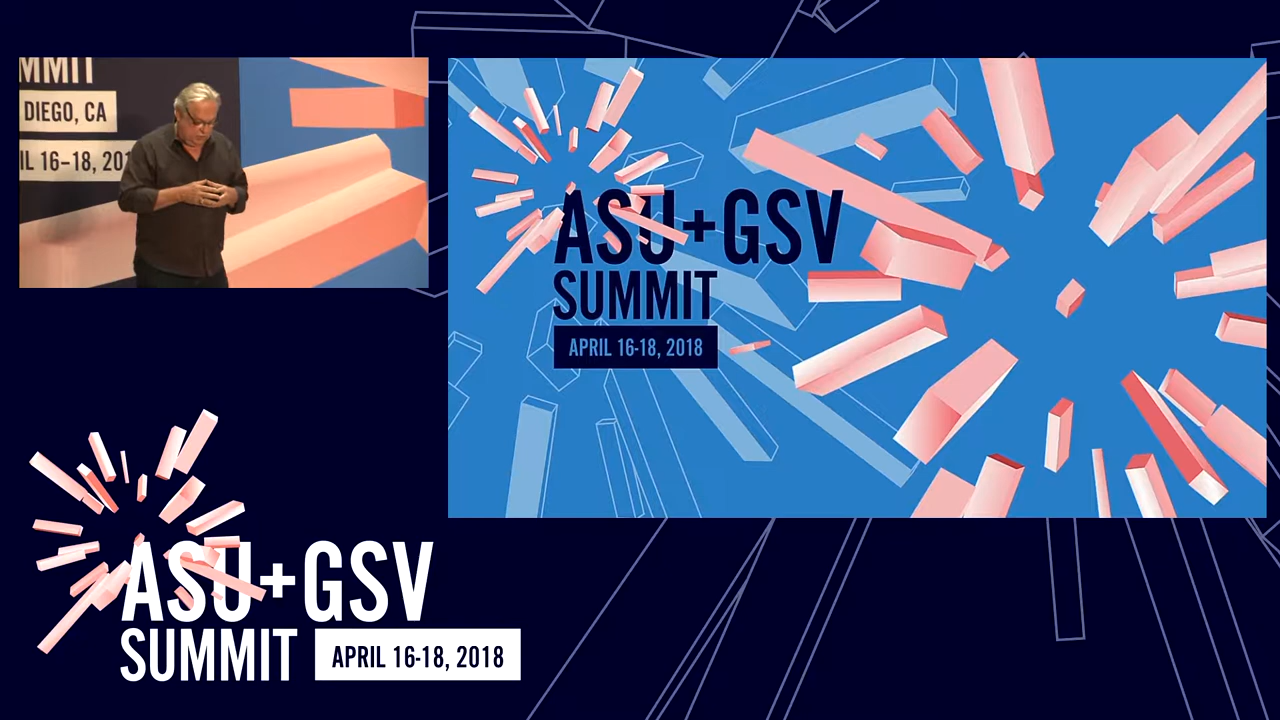 MMIT
DIEGO, CA
IL 16-18, 201
ASU+GSV
SUMMIT
APRIL 16-18, 2018
ASU+GSV
SUMMIT APRIL 16-18, 2018